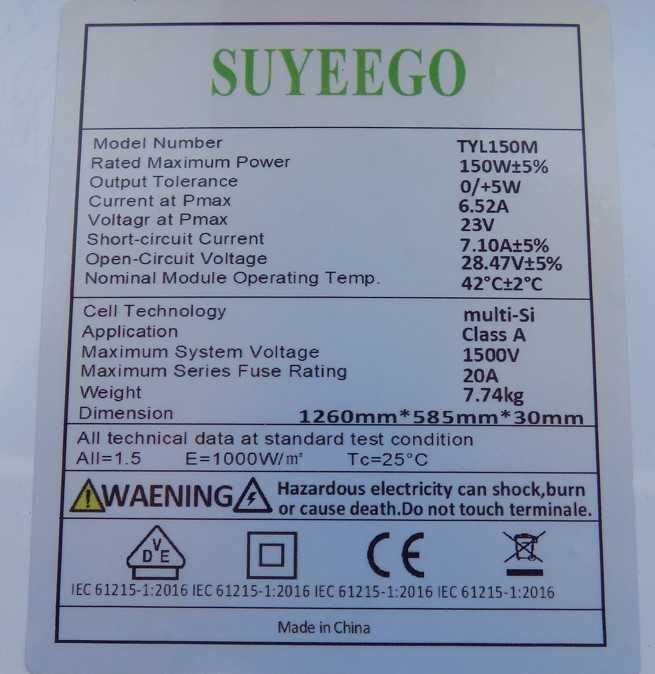 SUYEEGO
Model Number TYL150M
Rated Maximum Power 150W±5%
Output Tolerance 0/+5W
Current at Pmax 6.52A
Voltagr at Pmax 23V
Short-circuit Current 7.10A±5%
Open-Circuit Voltage 28.47V±5%
Nominal Module Operating Temp. 42°C±2°C
Cell Technology multi-Si
Application Class A
Maximum System Voltage 1500V
Maximum Series Fuse Rating 20A
Weight 7.74kg
Dimension 1260mm*585mm*30mm
All technical data at standard test condition
All=1.5 E=1000W/m² Tc=25°C
WAENING Hazardous electricity can shock,burn
or cause death.Do not touch terminale.
VDE CE
IEC 61215-1:2016 IEC 61215-1:2016 IEC 61215-1:2016 IEC 61215-1:2016
Made in China